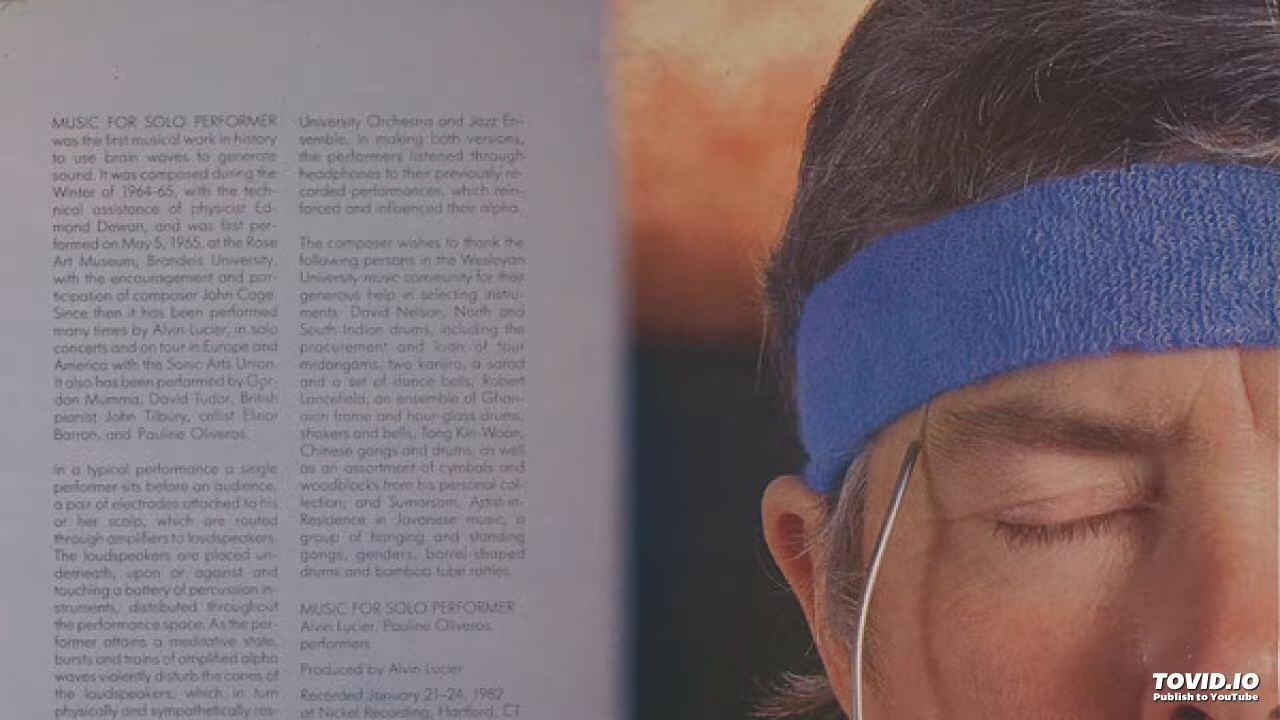 MUSIC FOR SOLO PERFORMER
was the first musical work in history
to use brain waves to generate
sound. It was composed during the
Winter of 1964-65, with the tech-
nical assistance of physicist Ed-
mond Dewan, and was first per-
formed on May 5, 1965, at the Rose
Art Museum, Brandeis University,
with the encouragement and par-
ticipation of composer John Cage.
Since then it has been performed
many times by Alvin Lucier, in solo
concerts and on tour in Europe and
America with the Sonic Arts Union.
It also has been performed by Gor-
don Mumma, David Tudor, British
pianist John Tilbury, cellist Elinor
Barron, and Pauline Oliveros.
In a typical performance a single
performer sits before an audience,
a pair of electrodes attached to his
or her scalp, which are routed
through amplifiers to loudspeakers.
The loudspeakers are placed un-
derneath, upon or against and
touching a battery of percussion in-
struments, distributed throughout
the performance space. As the per-
former attains a meditative state,
bursts and trains of amplified alpha
waves violently disturb the cones of
the loudspeakers, which in turn
physically and sympathetically res-
University Orchestra and Jazz En-
semble. In making both versions,
the performers listened through
headphones to their previously re-
corded performances, which rein-
forced and influenced their alpha.
The composer wishes to thank the
following persons in the Wesleyan
University music community for their
generous help in selecting instru-
ments: David Nelson, North and
South Indian drums, including the
procurement and loan of four
mridangams, two kanjira, a sarod
and a set of dance bells; Robert
Lancefield, an ensemble of Ghan-
aian frame and hour-glass drums,
shakers and bells; Tong Kin-Woon,
Chinese gongs and drums, as well
as an assortment of cymbals and
woodblocks from his personal col-
lection; and Sumarsam, Artist-in-
Residence in Javanese music, a
group of hanging and standing
gongs, genders, barrel-shaped
drums and bamboo tube rattles.
MUSIC FOR SOLO PERFORMER
Alvin Lucier, Pauline Oliveros,
performers
Produced by Alvin Lucier
Recorded January 21-24, 1982
at Nickel Recording, Hartford, CT
TOVID.IO
Publish to YouTube